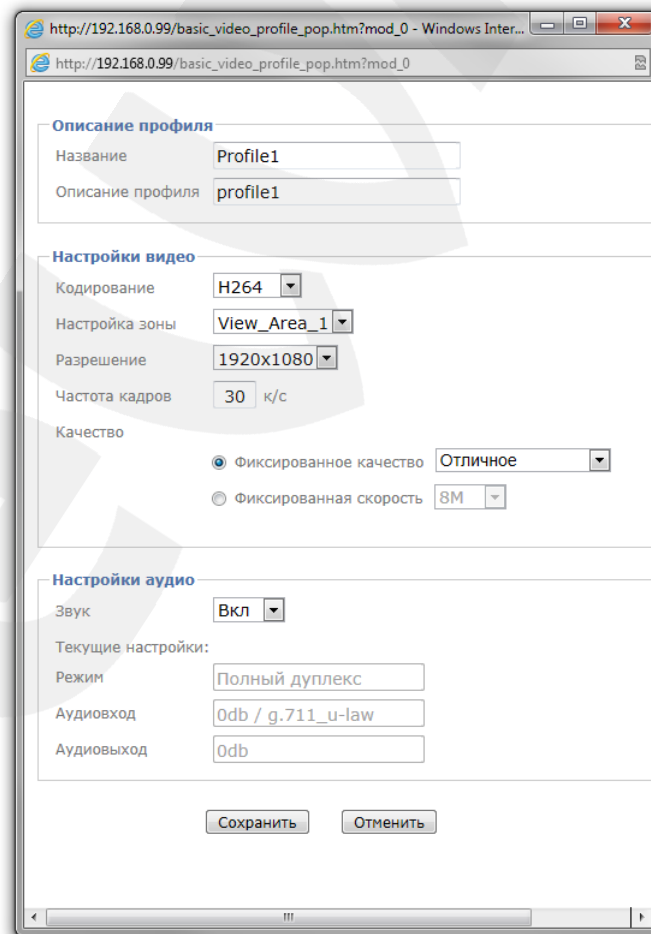 http://192.168.0.99/basic_video_profile_pop.htm?mod_0 - Windows Inter...
http://192.168.0.99/basic_video_profile_pop.htm?mod_0
Описание профиля
Название Profile1
Описание профиля profile1
Настройки видео
Кодирование H264
Настройка зоны View_Area_1
Разрешение 1920x1080
Частота кадров 30 к/с
Качество
Фиксированное качество Отличное
Фиксированная скорость 8M
Настройки аудио
Звук Вкл
Текущие настройки:
Режим Полный дуплекс
Аудиовход 0db / g.711_u-law
Аудиовыход 0db
Сохранить Отменить